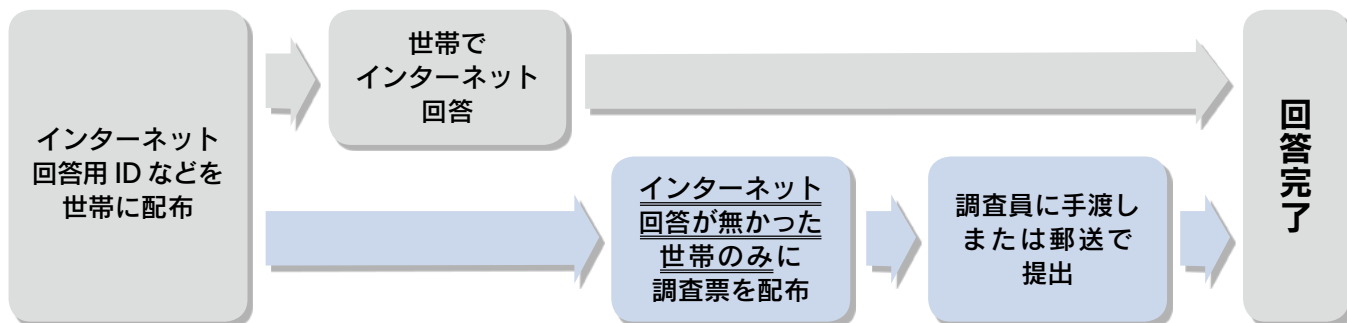 インターネット
回答用 ID などを
世帯に配布
世帯で
インターネット
回答
インターネット
回答が無かった
世帯のみに
調査票を配布
調査員に手渡し
または郵送で
提出
回答完了